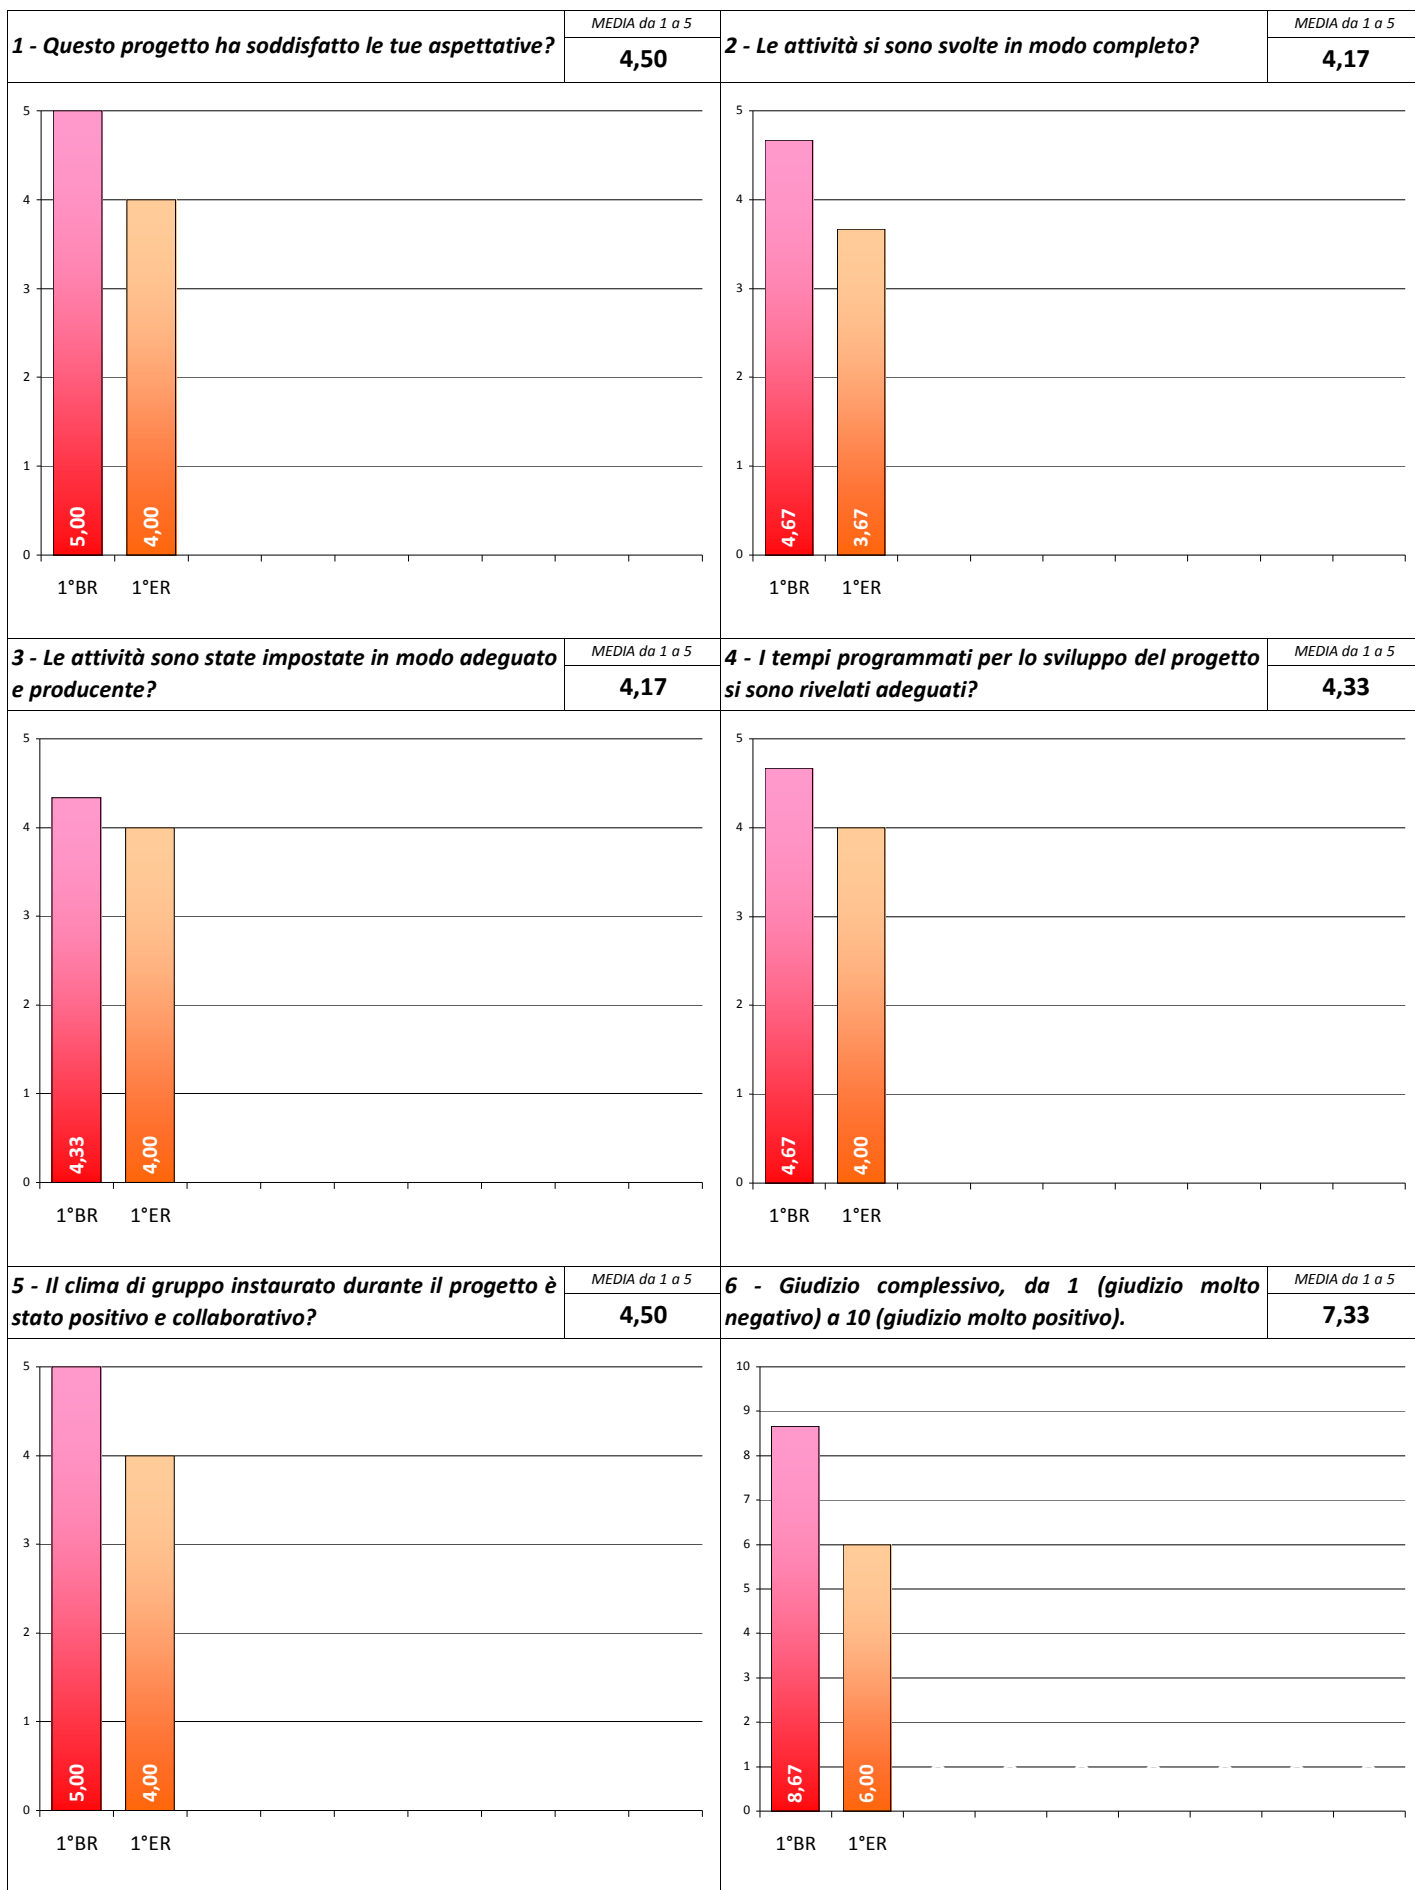 1 - Questo progetto ha soddisfatto le tue aspettative?
MEDIA da 1 a 5
4,50
2 - Le attività si sono svolte in modo completo?
MEDIA da 1 a 5
4,17
5
4
3
2
1
0
5,00
4,00
1°BR 1°ER
5
4
3
2
1
0
4,67
3,67
1°BR 1°ER
3 - Le attività sono state impostate in modo adeguato
e producente?
MEDIA da 1 a 5
4,17
4 - I tempi programmati per lo sviluppo del progetto
si sono rivelati adeguati?
MEDIA da 1 a 5
4,33
5
4
3
2
1
0
4,33
4,00
1°BR 1°ER
5
4
3
2
1
0
4,67
4,00
1°BR 1°ER
5 - Il clima di gruppo instaurato durante il progetto è
stato positivo e collaborativo?
MEDIA da 1 a 5
4,50
6 - Giudizio complessivo, da 1 (giudizio molto
negativo) a 10 (giudizio molto positivo).
MEDIA da 1 a 5
7,33
5
4
3
2
1
0
5,00
4,00
1°BR 1°ER
10
9
8
7
6
5
4
3
2
1
0
8,67
6,00
1°BR 1°ER